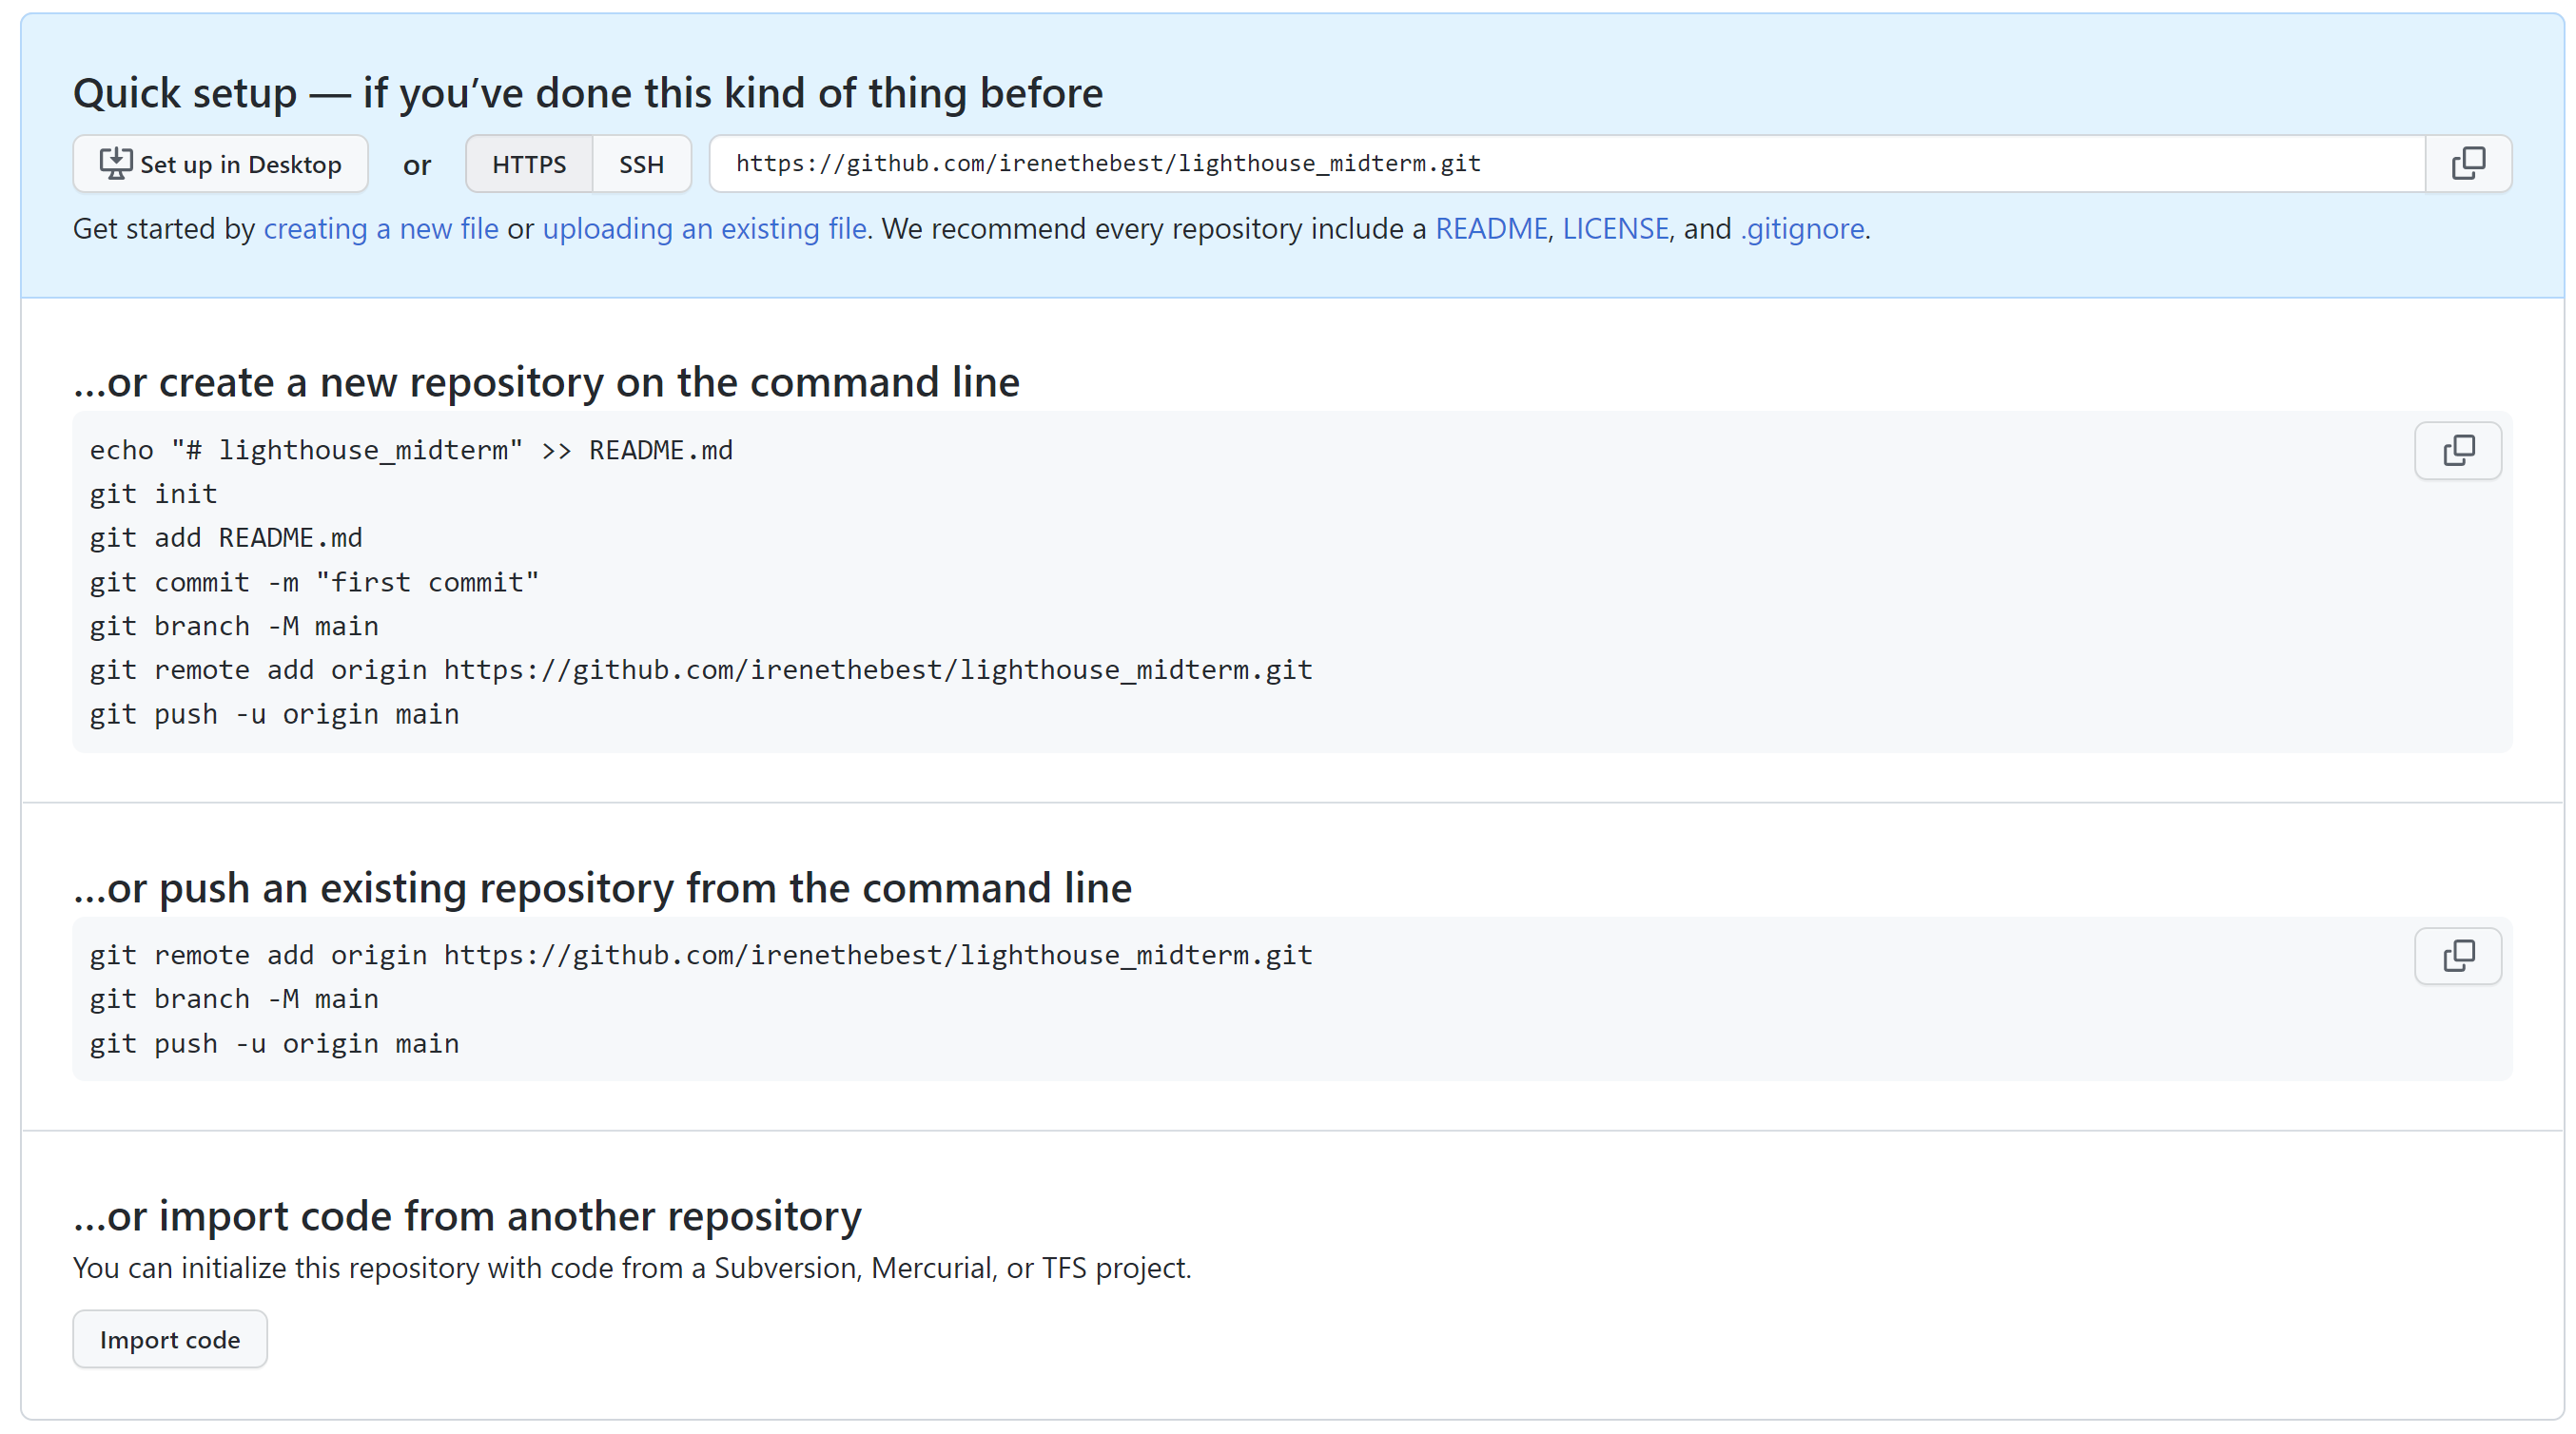 Quick setup — if you’ve done this kind of thing before
Set up in Desktop or HTTPS SSH https://github.com/irenethebest/lighthouse_midterm.git
Get started by creating a new file or uploading an existing file. We recommend every repository include a README, LICENSE, and .gitignore.
…or create a new repository on the command line
echo "# lighthouse_midterm" >> README.md
git init
git add README.md
git commit -m "first commit"
git branch -M main
git remote add origin https://github.com/irenethebest/lighthouse_midterm.git
git push -u origin main
…or push an existing repository from the command line
git remote add origin https://github.com/irenethebest/lighthouse_midterm.git
git branch -M main
git push -u origin main
…or import code from another repository
You can initialize this repository with code from a Subversion, Mercurial, or TFS project.
Import code